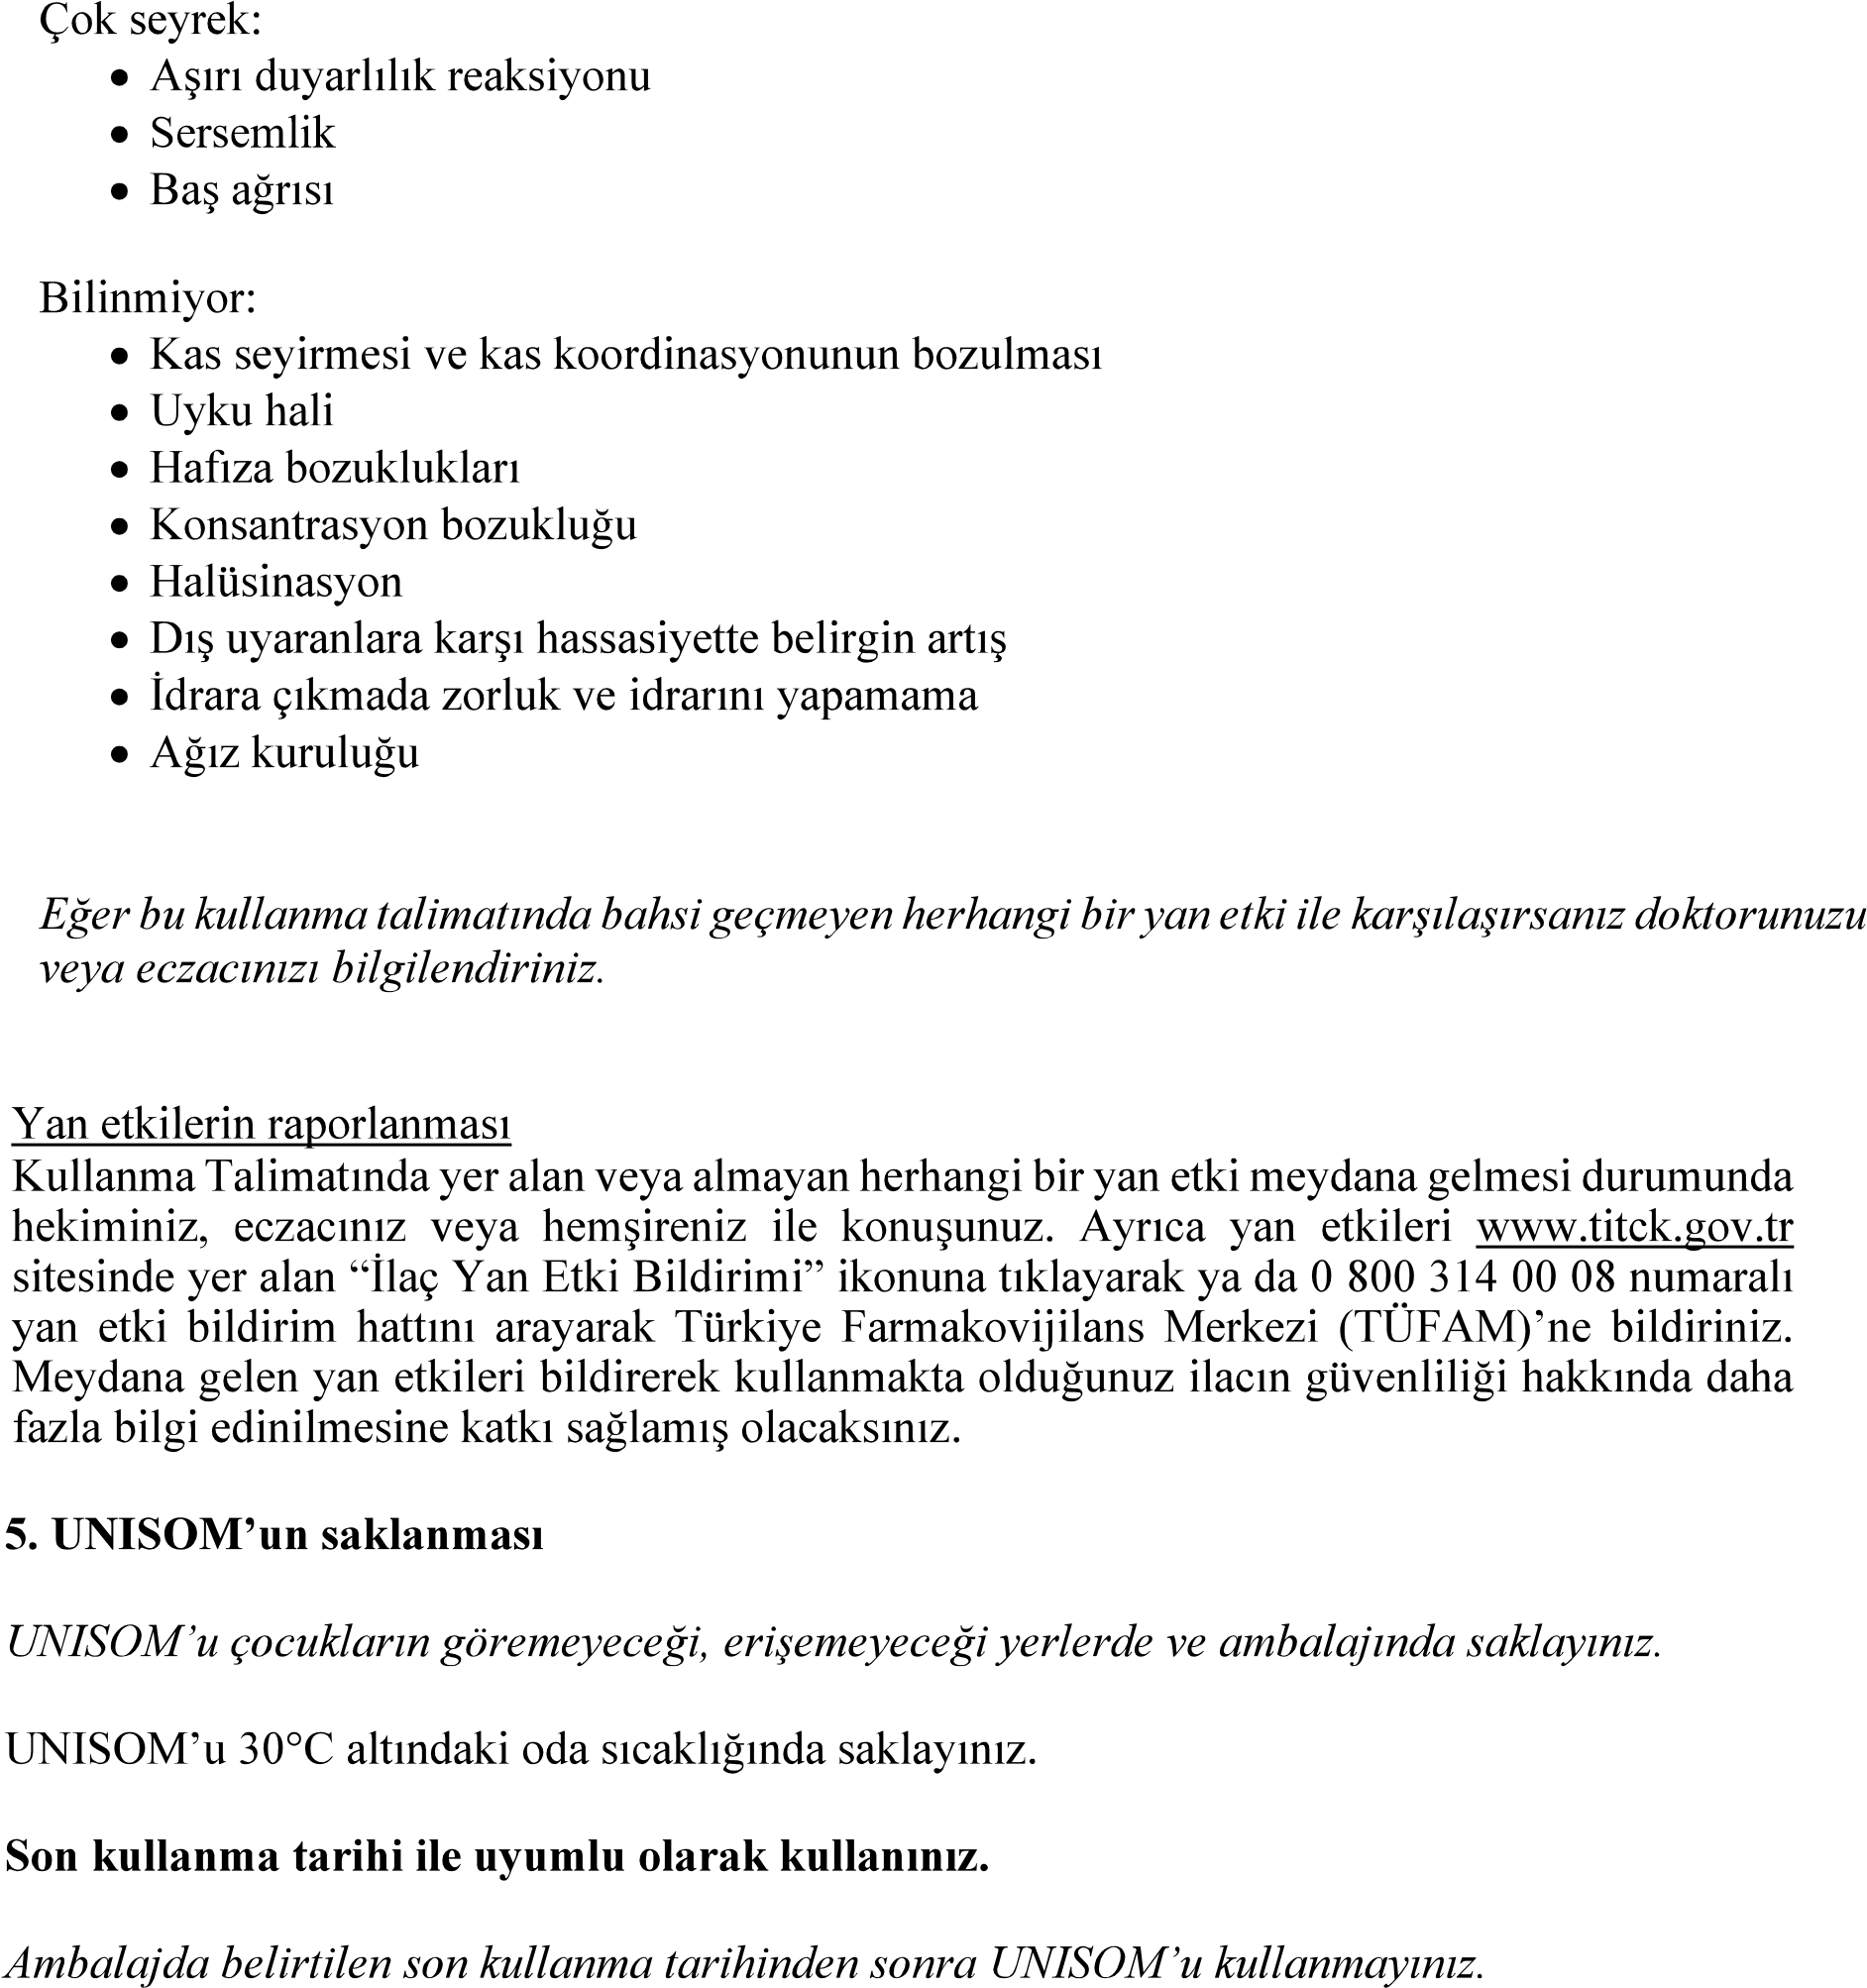 Çok seyrek:
• Aşırı duyarlılık reaksiyonu
• Sersemlik
• Baş ağrısı
Bilinmiyor:
• Kas seyirmesi ve kas koordinasyonunun bozulması
• Uyku hali
• Hafıza bozuklukları
• Konsantrasyon bozukluğu
• Halüsinasyon
• Dış uyaranlara karşı hassasiyette belirgin artış
• İdrara çıkmada zorluk ve idrarını yapamama
• Ağız kuruluğu
Eğer bu kullanma talimatında bahsi geçmeyen herhangi bir yan etki ile karşılaşırsanız doktorunuzu
veya eczacınızı bilgilendiriniz.
Yan etkilerin raporlanması
Kullanma Talimatında yer alan veya almayan herhangi bir yan etki meydana gelmesi durumunda
hekiminiz, eczacınız veya hemşireniz ile konuşunuz. Ayrıca yan etkileri www.titck.gov.tr
sitesinde yer alan “İlaç Yan Etki Bildirimi” ikonuna tıklayarak ya da 0 800 314 00 08 numaralı
yan etki bildirim hattını arayarak Türkiye Farmakovijilans Merkezi (TÜFAM)’ne bildiriniz.
Meydana gelen yan etkileri bildirerek kullanmakta olduğunuz ilacın güvenliliği hakkında daha
fazla bilgi edinilmesine katkı sağlamış olacaksınız.
5. UNISOM’un saklanması
UNISOM’u çocukların göremeyeceği, erişemeyeceği yerlerde ve ambalajında saklayınız.
UNISOM’u 30°C altındaki oda sıcaklığında saklayınız.
Son kullanma tarihi ile uyumlu olarak kullanınız.
Ambalajda belirtilen son kullanma tarihinden sonra UNISOM’u kullanmayınız.